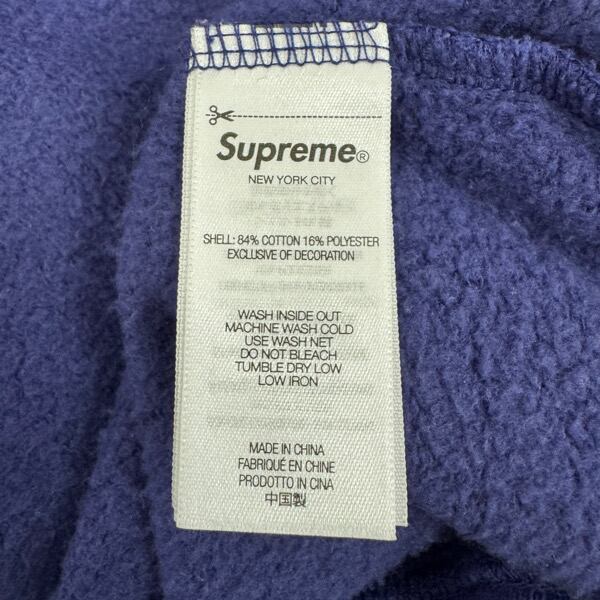 Supreme®
NEW YORK CITY
SHELL: 84% COTTON 16% POLYESTER
EXCLUSIVE OF DECORATION
WASH INSIDE OUT
MACHINE WASH COLD
USE WASH NET
DO NOT BLEACH
TUMBLE DRY LOW
LOW IRON
MADE IN CHINA
FABRIQUÉ EN CHINE
PRODOTTO IN CINA
中国製